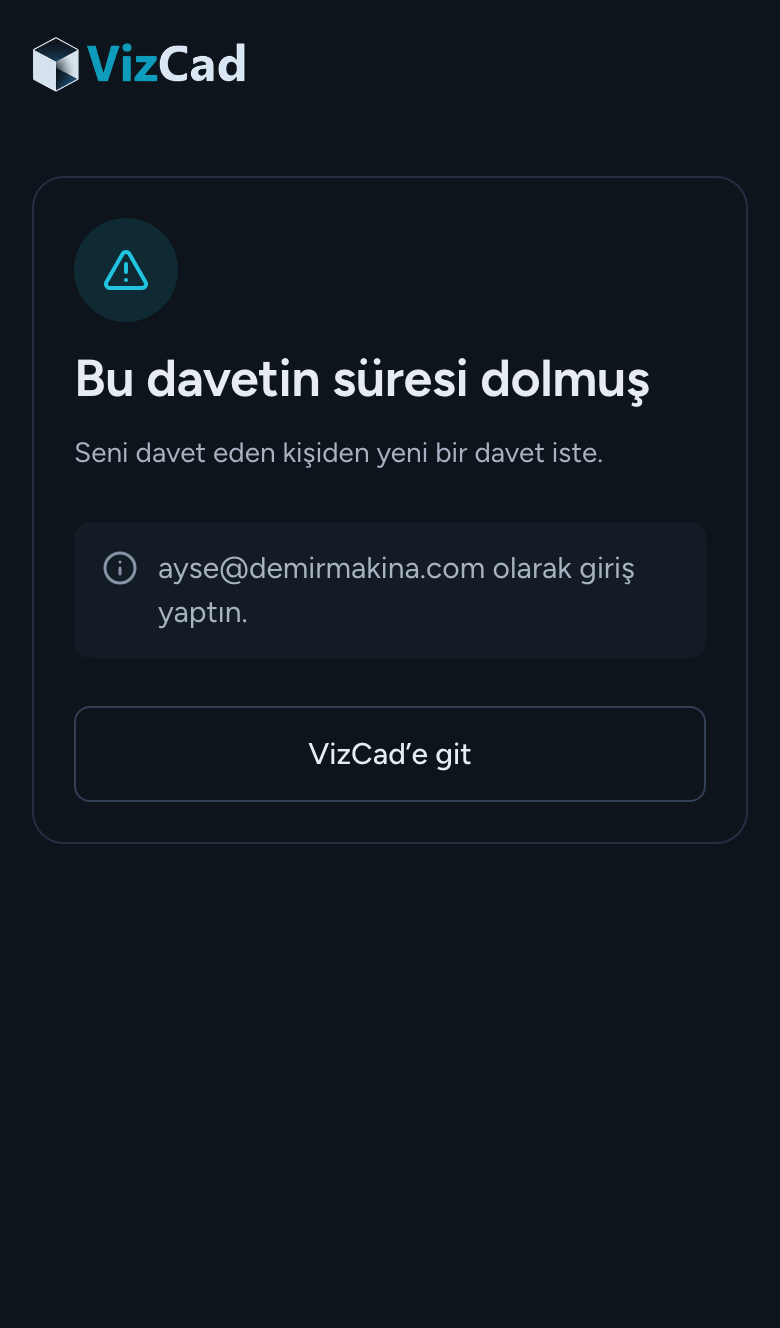 VizCad
Bu davetin süresi dolmuş
Seni davet eden kişiden yeni bir davet iste.
ayse@demirmakina.com olarak giriş
yaptın.
VizCad’e git